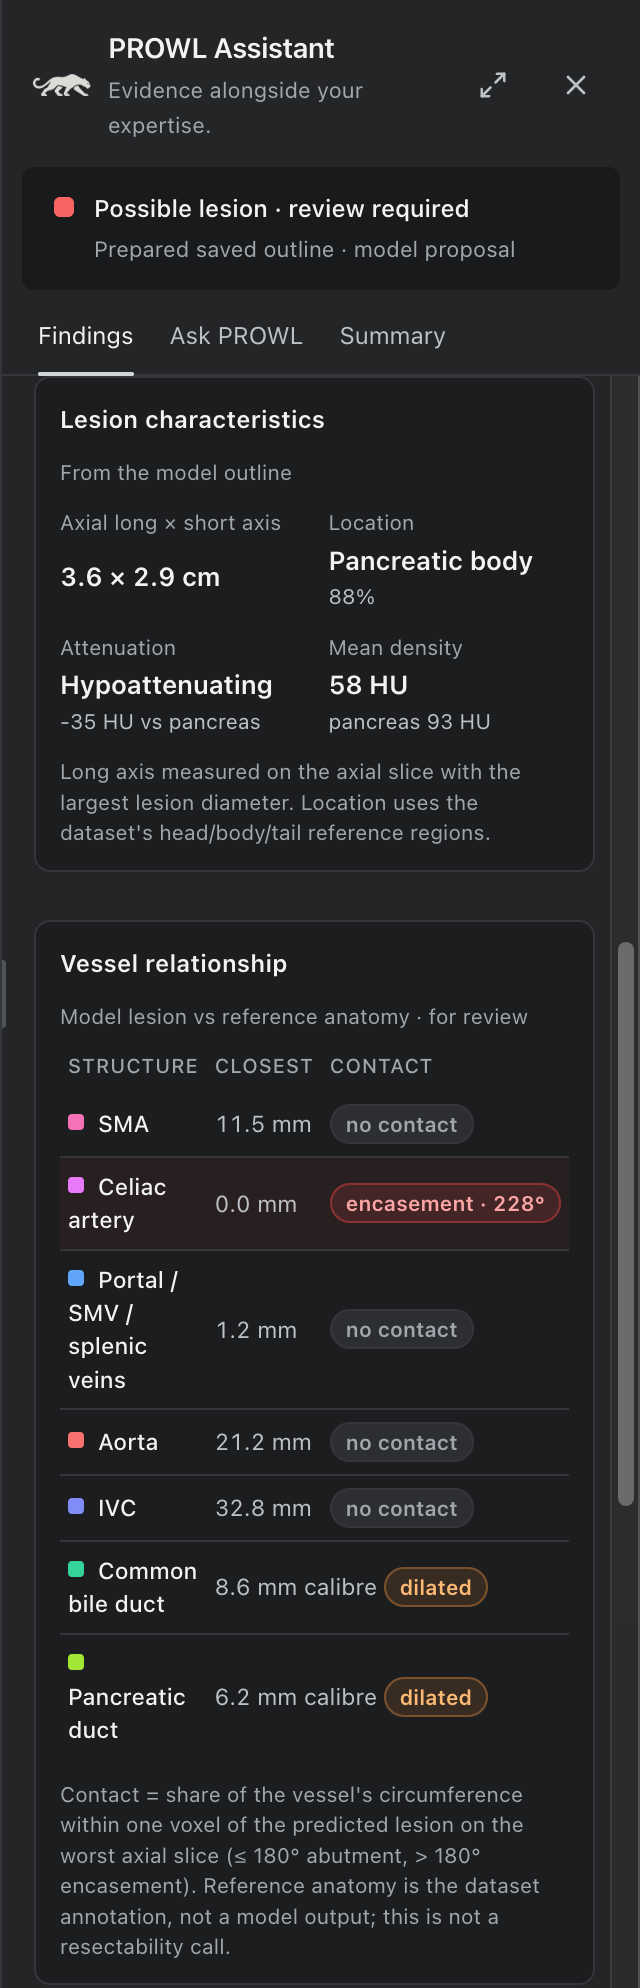 PROWL Assistant
Evidence alongside your
expertise.
Possible lesion · review required
Prepared saved outline · model proposal
Findings Ask PROWL Summary
Lesion characteristics
From the model outline
Axial long × short axis Location
3.6 × 2.9 cm Pancreatic body
88%
Attenuation Mean density
Hypoattenuating 58 HU
-35 HU vs pancreas pancreas 93 HU
Long axis measured on the axial slice with the
largest lesion diameter. Location uses the
dataset's head/body/tail reference regions.
Vessel relationship
Model lesion vs reference anatomy · for review
STRUCTURE CLOSEST CONTACT
SMA 11.5 mm no contact
Celiac
artery 0.0 mm encasement · 228°
Portal /
SMV /
splenic
veins 1.2 mm no contact
Aorta 21.2 mm no contact
IVC 32.8 mm no contact
Common
bile duct 8.6 mm calibre dilated
Pancreatic
duct 6.2 mm calibre dilated
Contact = share of the vessel's circumference
within one voxel of the predicted lesion on the
worst axial slice (≤ 180° abutment, > 180°
encasement). Reference anatomy is the dataset
annotation, not a model output; this is not a
resectability call.